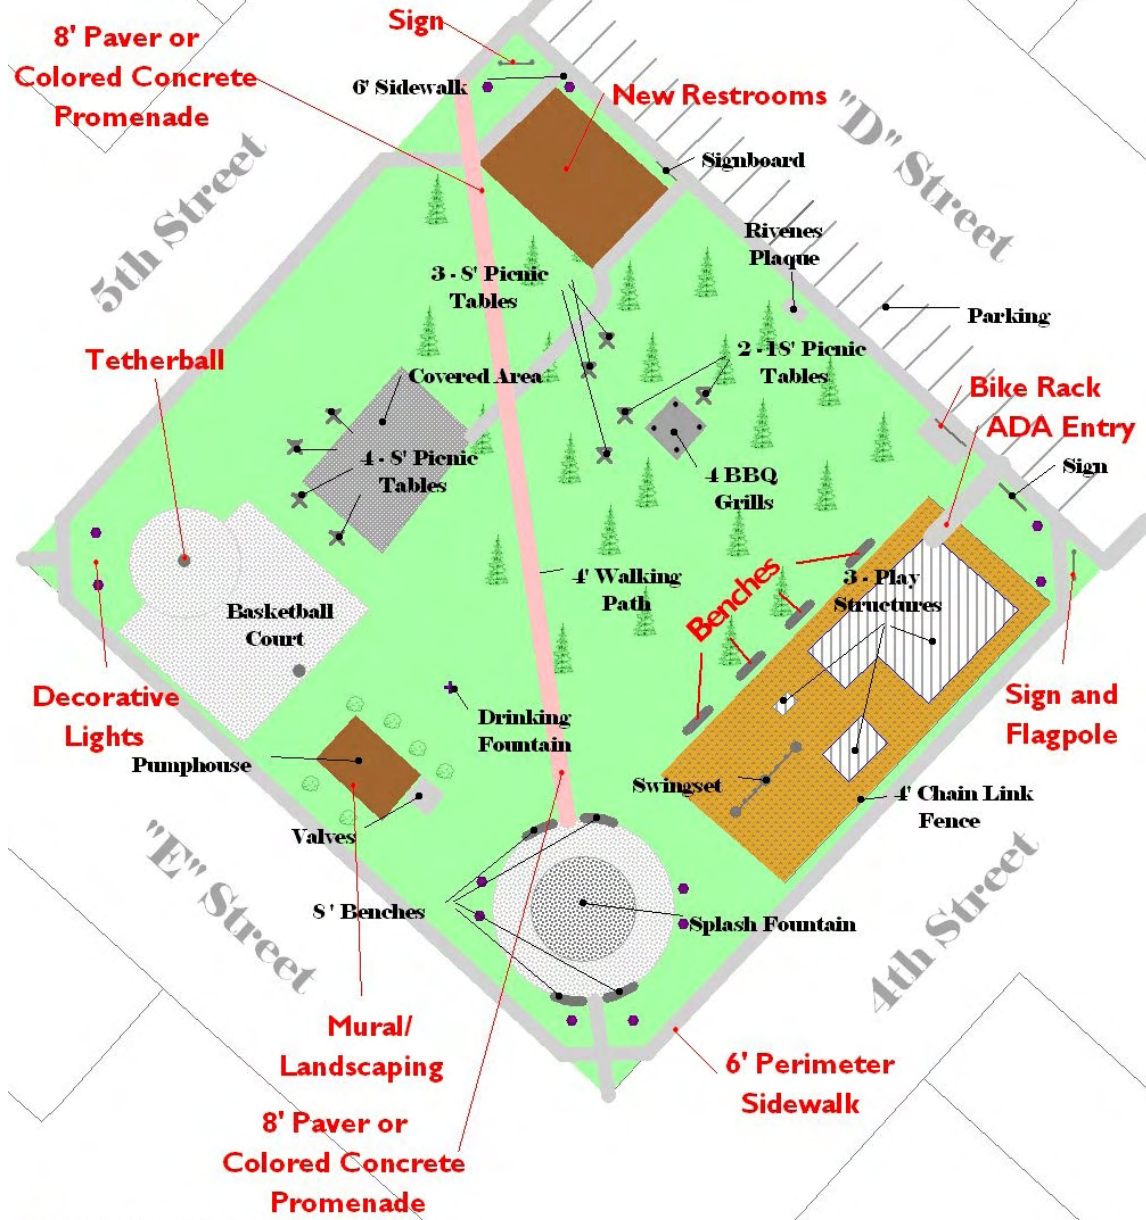 Sign
8' Paver or
Colored Concrete
Promenade
6' Sidewalk
New Restrooms
"D" Street
Signboard
5th Street
Rivenes
Plaque
3 - 8' Picnic
Tables
Parking
Tetherball
Covered Area
2 - 18' Picnic
Tables
Bike Rack
ADA Entry
4 - 8' Picnic
Tables
4 BBQ
Grills
Sign
4' Walking
Path
Benches
3 - Play
Structures
Basketball
Court
Decorative
Lights
Drinking
Fountain
Sign and
Flagpole
Pumphouse
Swingset
4' Chain Link
Fence
Valves
"E" Street
8' Benches
Splash Fountain
4th Street
Mural/
Landscaping
6' Perimeter
Sidewalk
8' Paver or
Colored Concrete
Promenade